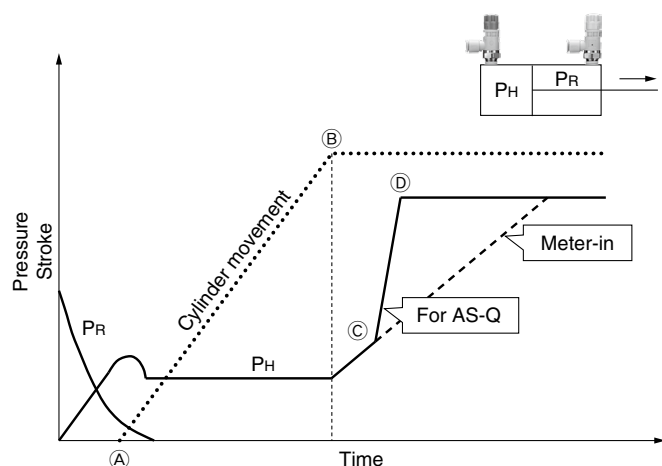 PH
PR
Ⓑ
Ⓓ
Pressure
Stroke
Cylinder movement
Meter-in
PR
Ⓒ
For AS-Q
PH
Ⓐ
Time